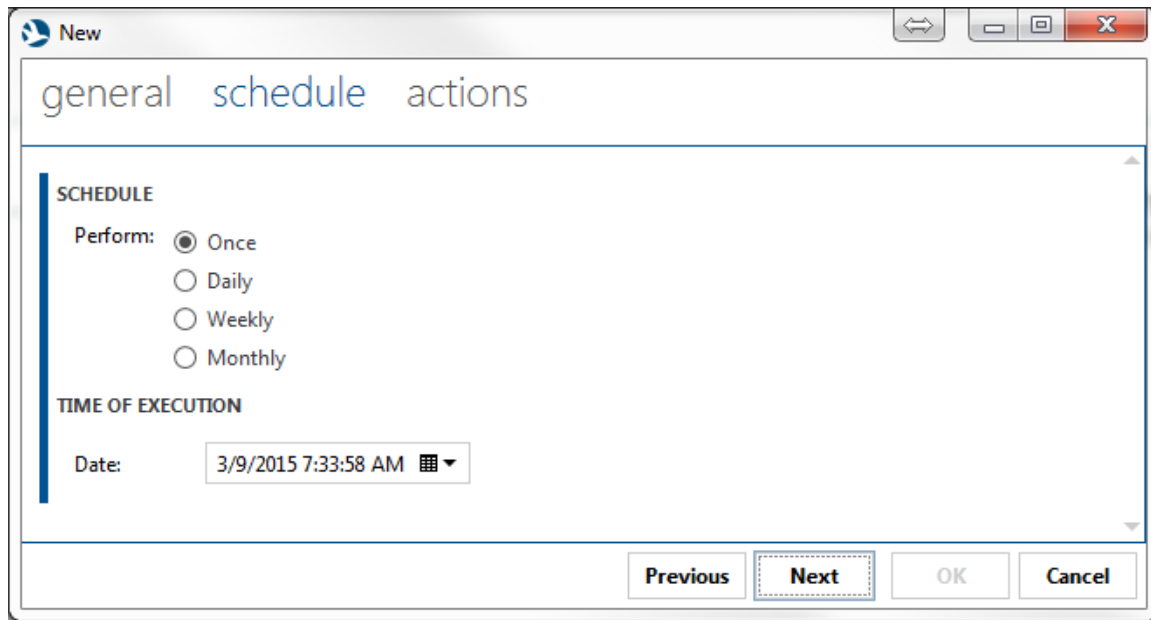 New
general schedule actions
SCHEDULE
Perform: Once
Daily
Weekly
Monthly
TIME OF EXECUTION
Date: 3/9/2015 7:33:58 AM
Previous Next OK Cancel